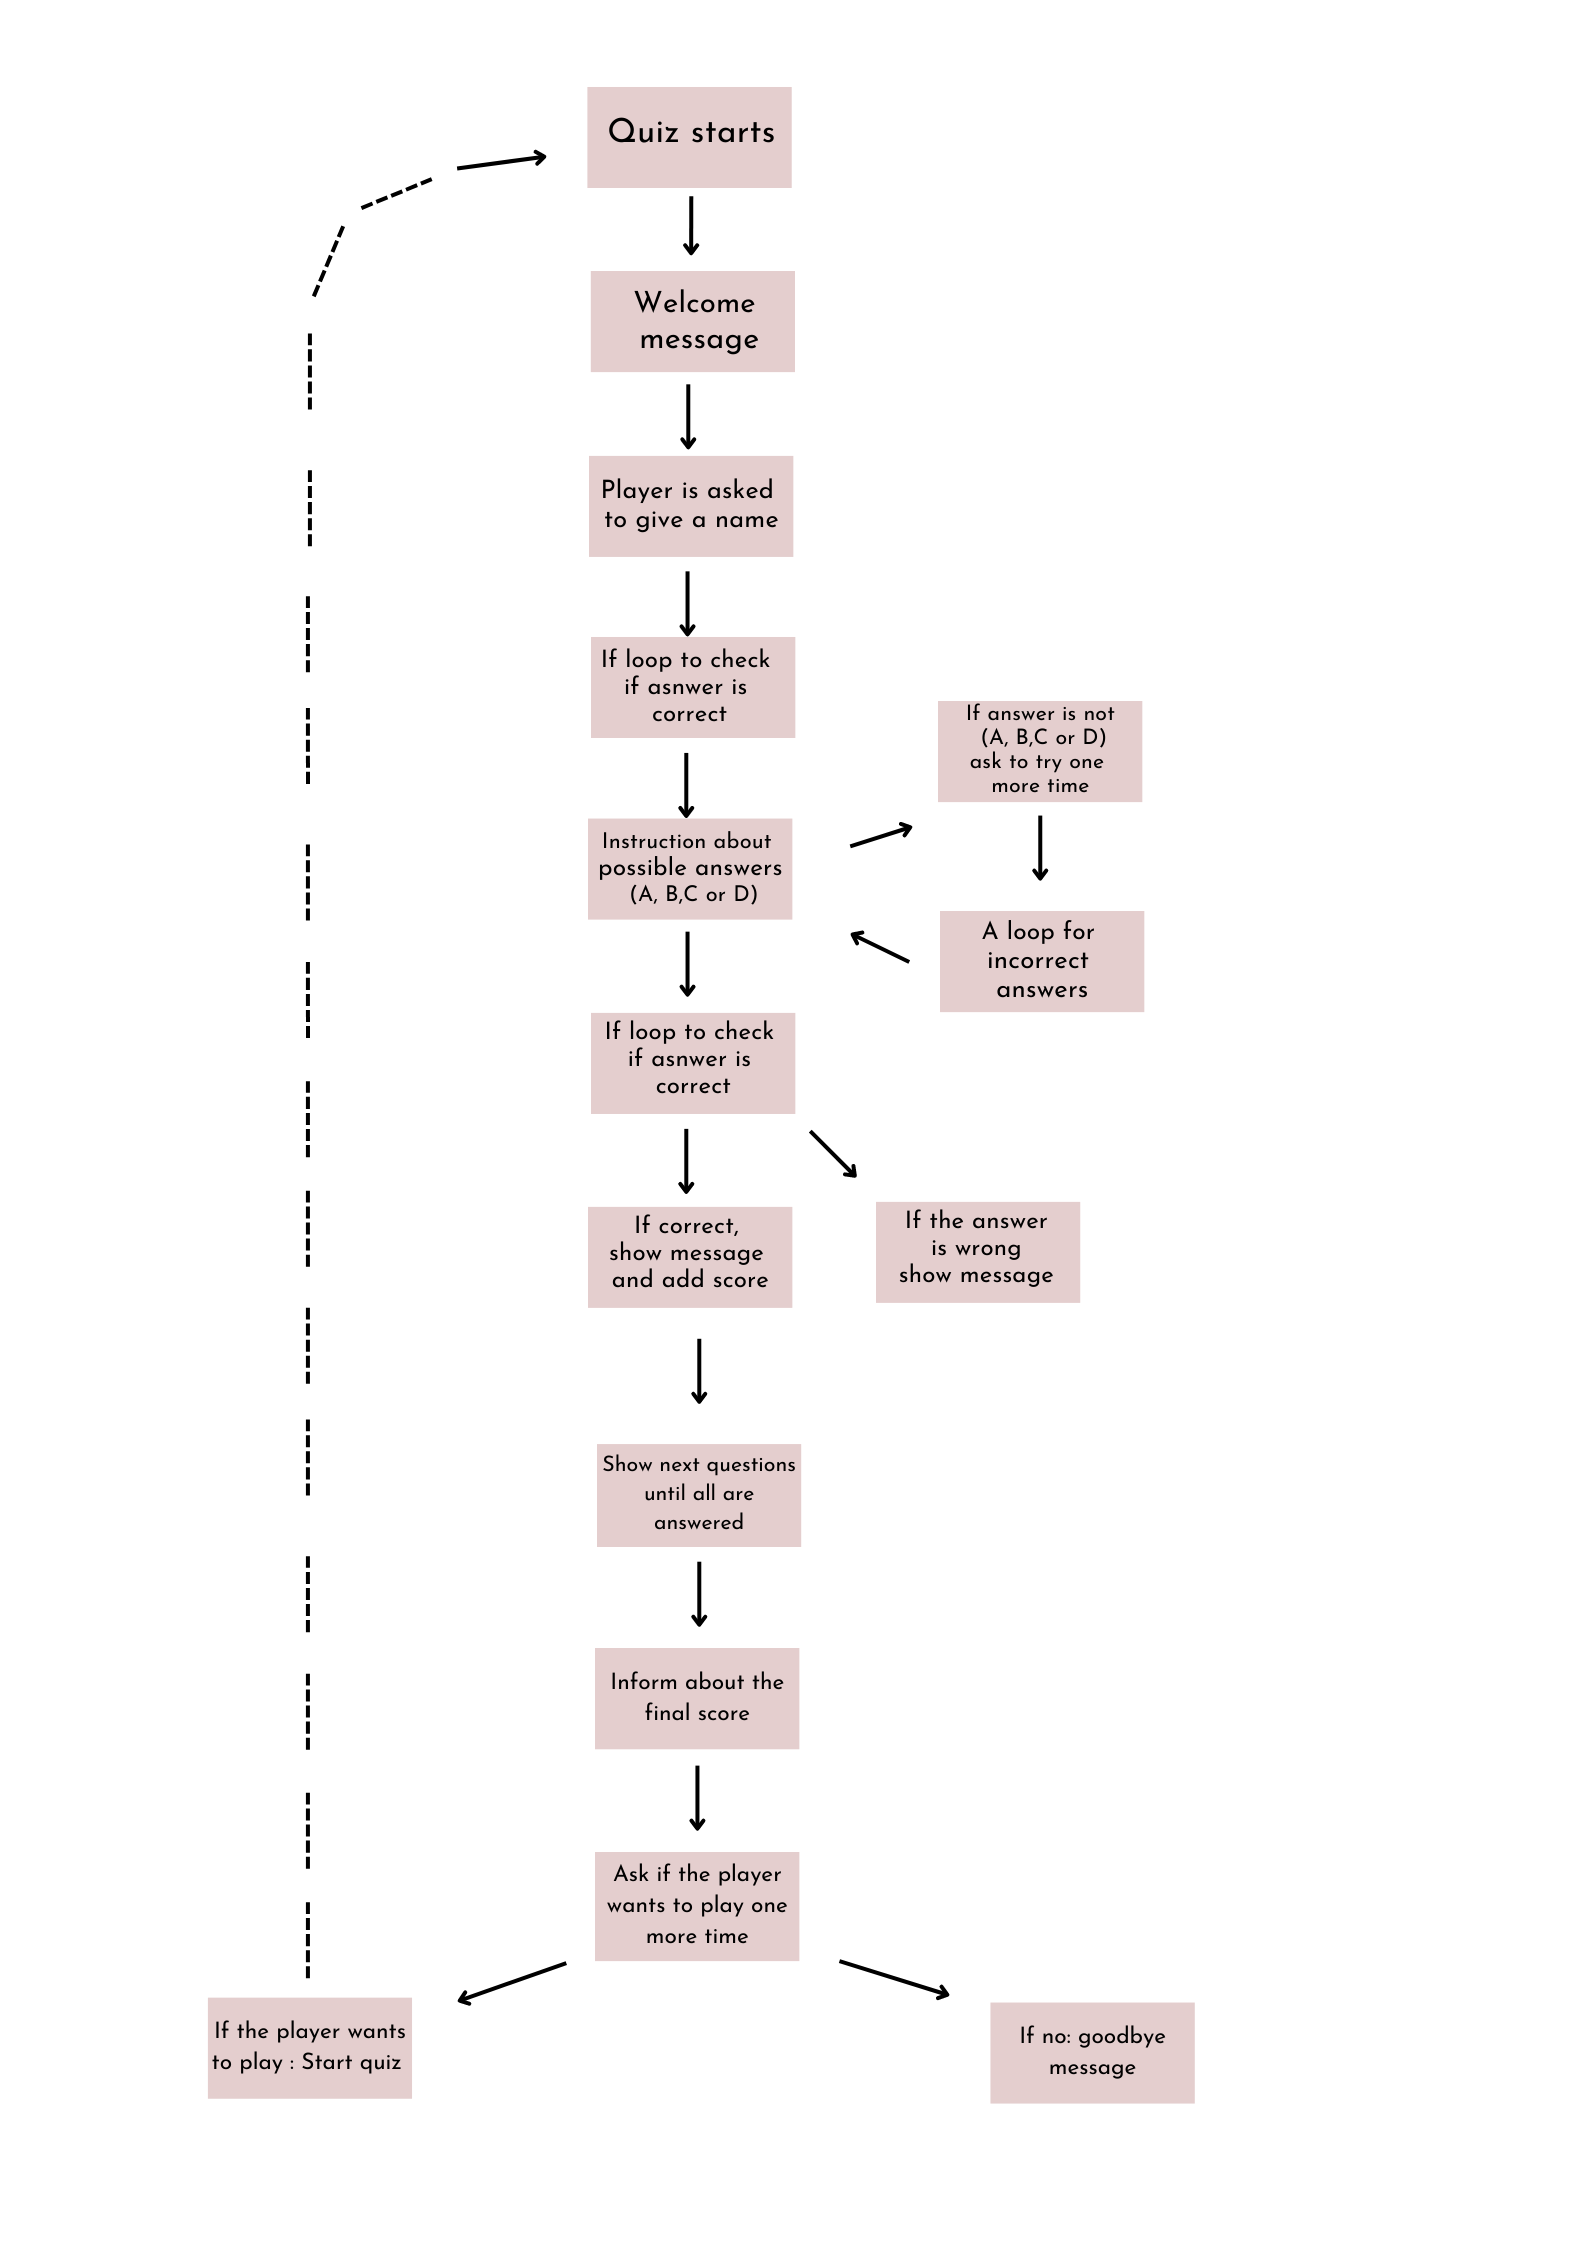 Quiz starts
Welcome
message
Player is asked
to give a name
If loop to check
if asnwer is
correct
If answer is not
(A, B,C or D)
ask to try one
more time
Instruction about
possible answers
(A, B,C or D)
A loop for
incorrect
answers
If loop to check
if asnwer is
correct
If correct,
show message
and add score
If the answer
is wrong
show message
Show next questions
until all are
answered
Inform about the
final score
Ask if the player
wants to play one
more time
If the player wants
to play : Start quiz
If no: goodbye
message